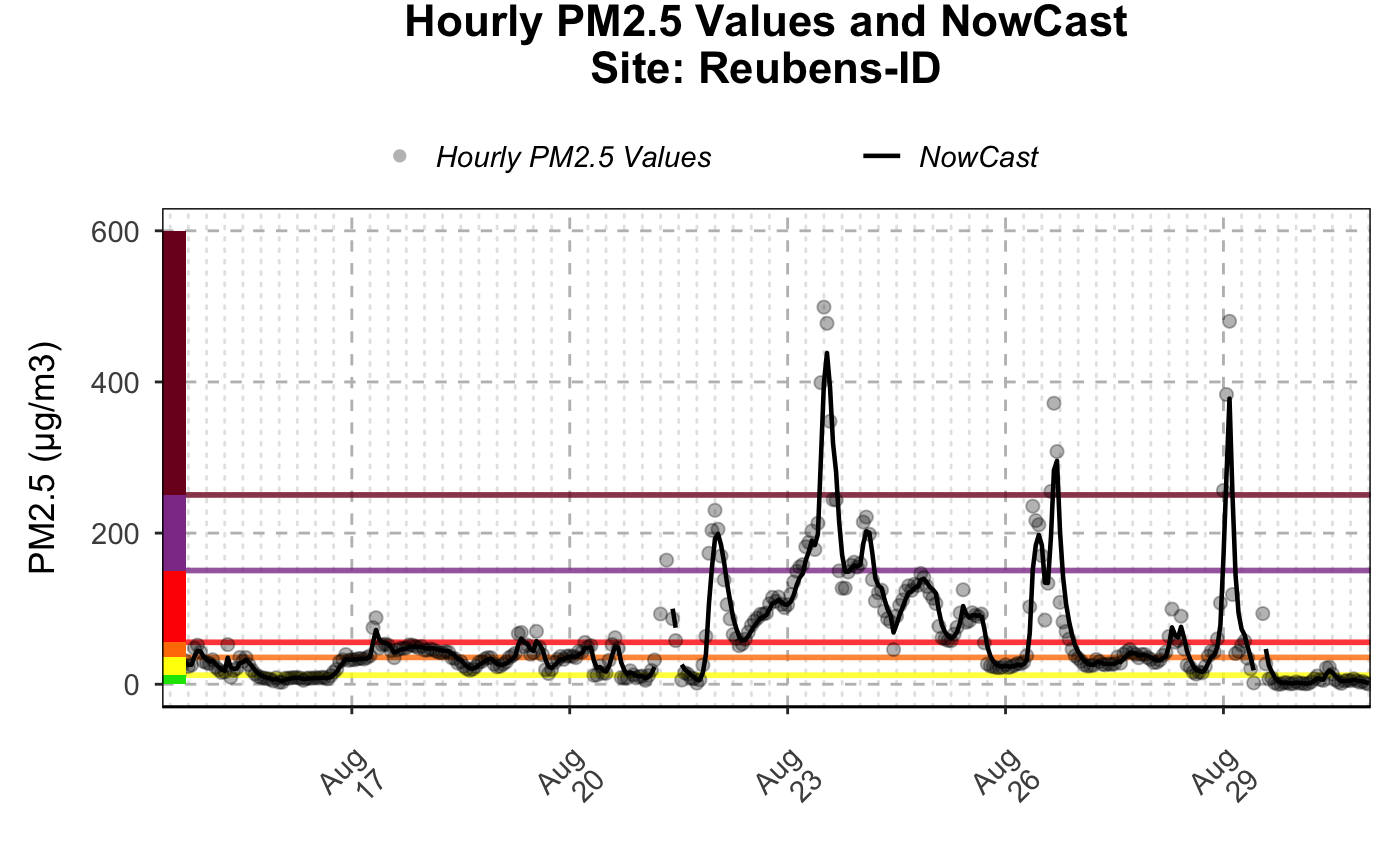 Hourly PM2.5 Values and NowCast
Site: Reubens-ID
Hourly PM2.5 Values
NowCast
PM2.5 (μg/m3)
600
400
200
0
Aug
17
Aug
20
Aug
23
Aug
26
Aug
29